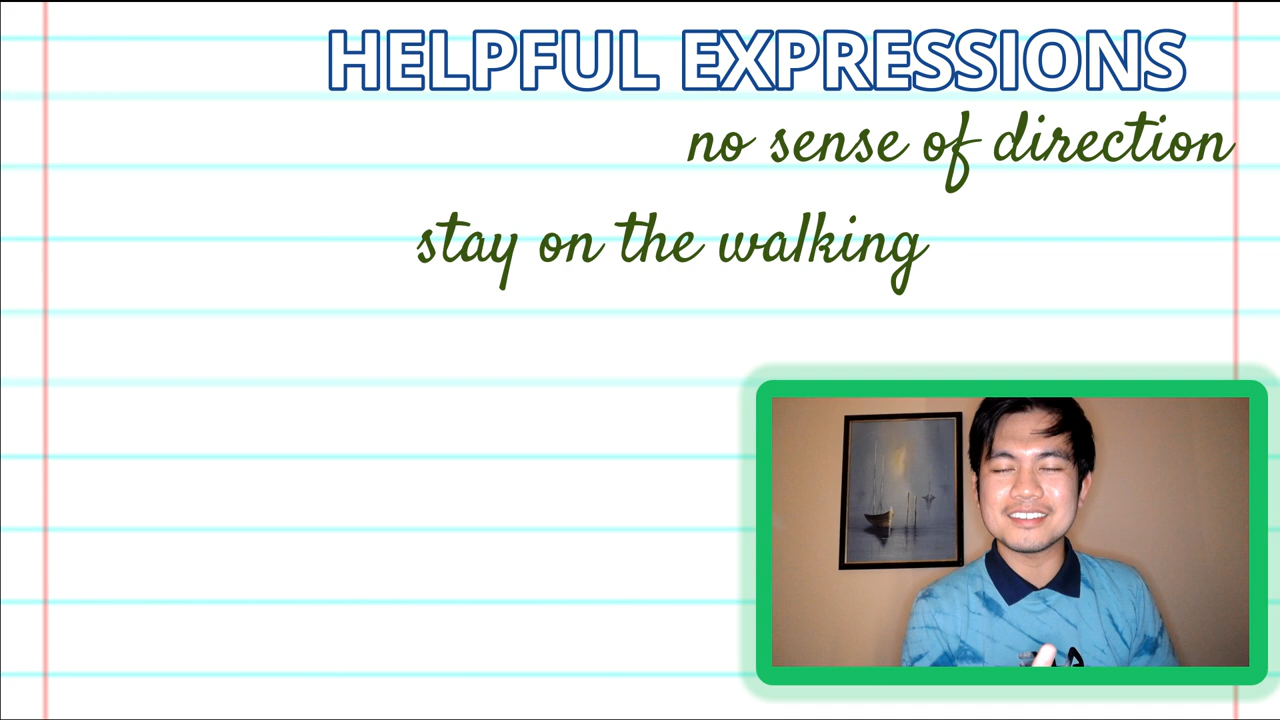 HELPFUL EXPRESSIONS
no sense of direction
stay on the walking